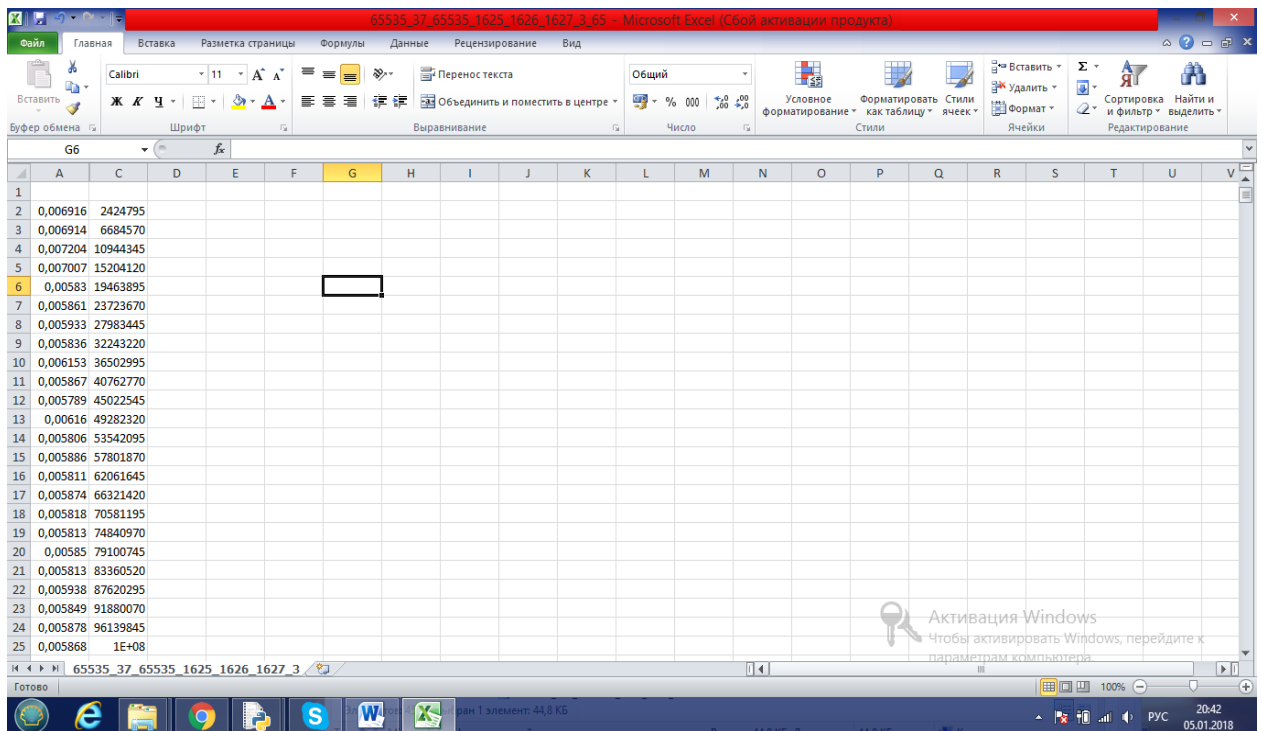 65535_37_65535_1625_1626_1627_3_65 - Microsoft Excel (Сбой активации продукта)
Файл Главная Вставка Разметка страницы Формулы Данные Рецензирование Вид
Вставить
Calibri 11
Ж К Ч
Перенос текста
Объединить и поместить в центре
Общий
% 000
Условное форматирование
Форматировать как таблицу
Стили ячеек
Вставить
Удалить
Формат
Сортировка и фильтр
Найти и выделить
Буфер обмена Шрифт Выравнивание Число Стили Ячейки Редактирование
G6 fx
A C D E F G H I J K L M N O P Q R S T U V
1
2 0,006916 2424795
3 0,006914 6684570
4 0,007204 10944345
5 0,007007 15204120
6 0,00583 19463895
7 0,005861 23723670
8 0,005933 27983445
9 0,005836 32243220
10 0,006153 36502995
11 0,005867 40762770
12 0,005789 45022545
13 0,00616 49282320
14 0,005806 53542095
15 0,005886 57801870
16 0,005811 62061645
17 0,005874 66321420
18 0,005818 70581195
19 0,005813 74840970
20 0,00585 79100745
21 0,005813 83360520
22 0,005938 87620295
23 0,005849 91880070
24 0,005878 96139845
25 0,005868 1E+08
Активация Windows
Чтобы активировать Windows, перейдите к
параметрам компьютера.
65535_37_65535_1625_1626_1627_3
Готово 100%
ран 1 элемент: 44,8 КБ
РУС
20:42
05.01.2018